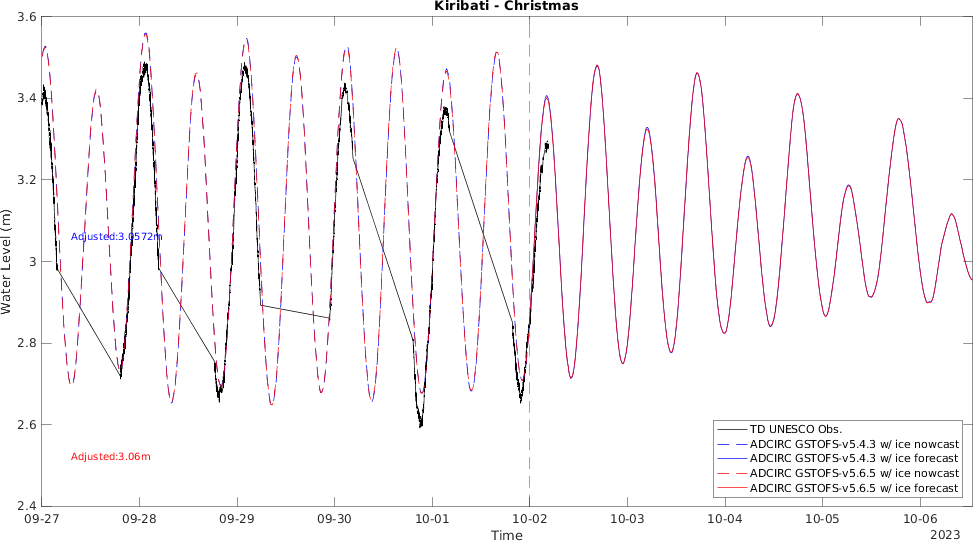 Kiribati - Christmas
3.6
3.4
3.2
3
2.8
2.6
2.4
Water Level (m)
Adjusted:3.0572m
Adjusted:3.06m
TD UNESCO Obs.
ADCIRC GSTOFS-v5.4.3 w/ ice nowcast
ADCIRC GSTOFS-v5.4.3 w/ ice forecast
ADCIRC GSTOFS-v5.6.5 w/ ice nowcast
ADCIRC GSTOFS-v5.6.5 w/ ice forecast
09-27 09-28 09-29 09-30 10-01 10-02 10-03 10-04 10-05 10-06
Time
2023